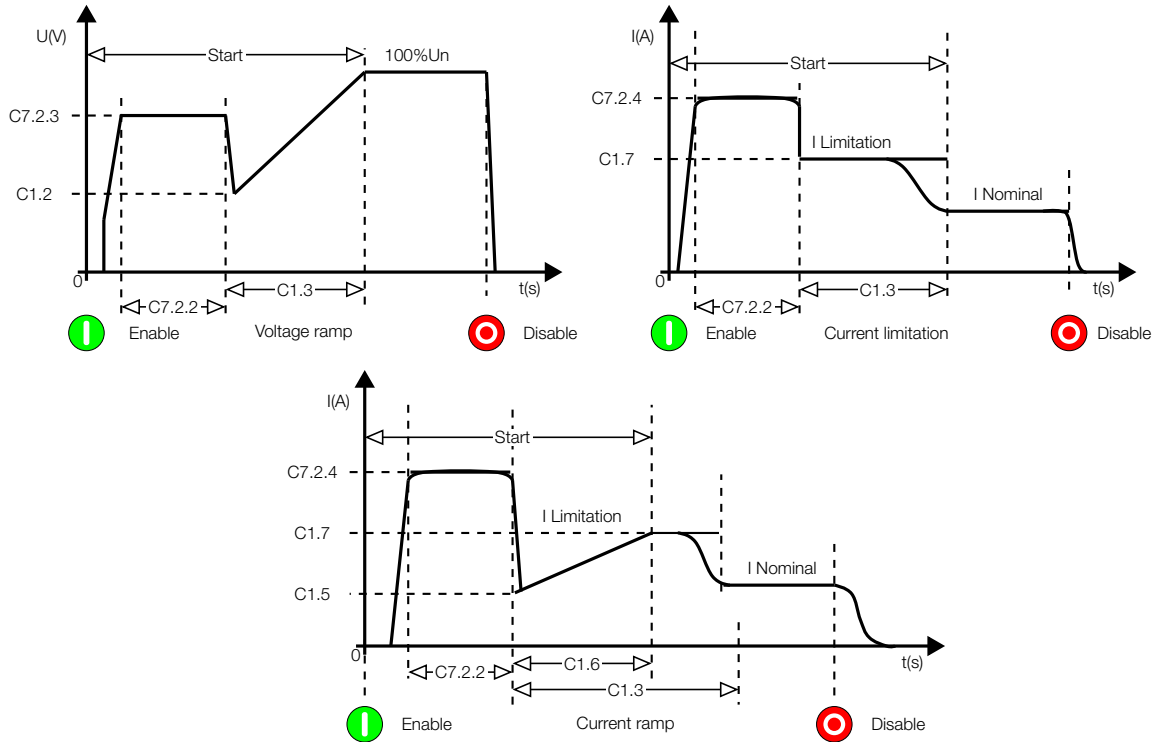 U(V)
Start
100%Un
C7.2.3
C1.2
0
C1.3
t(s)
C7.2.2
Enable
Voltage ramp
Disable
I(A)
Start
C7.2.4
I Limitation
C1.7
I Nominal
0
C1.3
t(s)
C7.2.2
Enable
Current limitation
Disable
I(A)
Start
C7.2.4
I Limitation
C1.7
I Nominal
C1.5
0
C1.6
t(s)
C7.2.2
C1.3
Enable
Current ramp
Disable